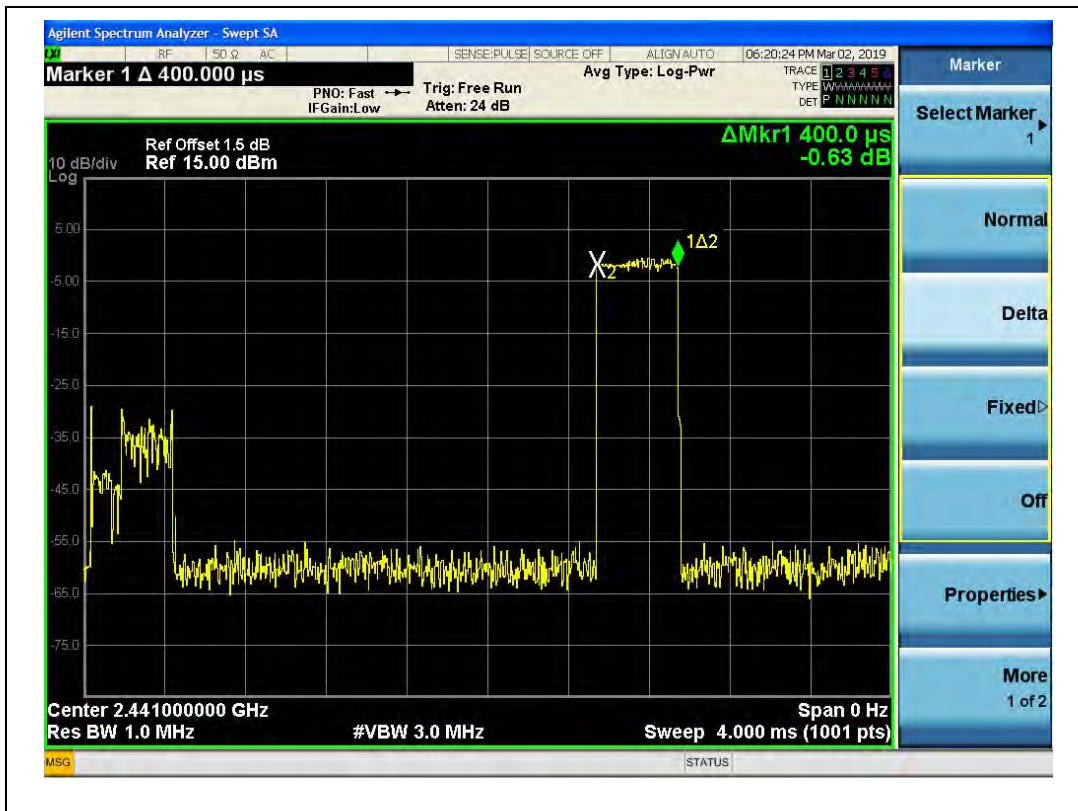 Agilent Spectrum Analyzer - Swept SA
LXI RF 50 Ω AC SENSE:PULSE SOURCE OFF ALIGN AUTO 06:20:24 PM Mar 02, 2019
Marker 1 Δ 400.000 µs
PNO: Fast
IFGain:Low
Trig: Free Run
Atten: 24 dB
Avg Type: Log-Pwr
TRACE 1 2 3 4 5 6
TYPE WWWWWW
DET P N N N N N
Ref Offset 1.5 dB
10 dB/div Ref 15.00 dBm
Log
ΔMkr1 400.0 µs
-0.63 dB
5.00
-5.00
-15.0
-25.0
-35.0
-45.0
-55.0
-65.0
-75.0
X2
1Δ2
Center 2.441000000 GHz
Span 0 Hz
Res BW 1.0 MHz #VBW 3.0 MHz Sweep 4.000 ms (1001 pts)
MSG STATUS
Marker
Select Marker
1
Normal
Delta
Fixed
Off
Properties
More
1 of 2